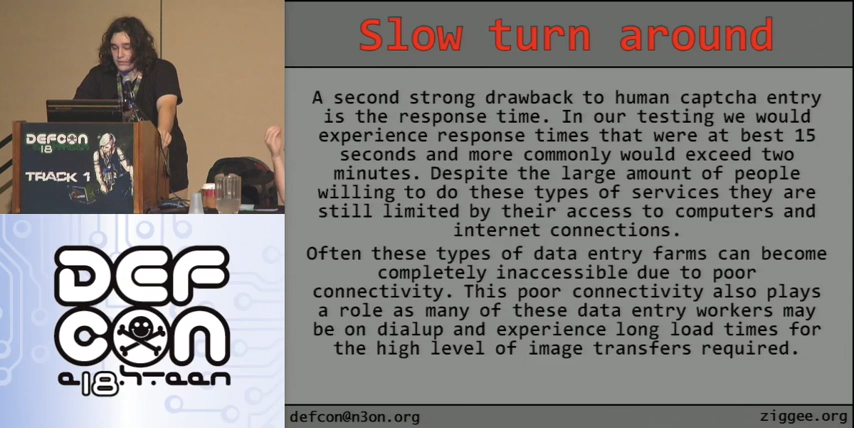 Slow turn around
A second strong drawback to human captcha entry
is the response time. In our testing we would
experience response times that were at best 15
seconds and more commonly would exceed two
minutes. Despite the large amount of people
willing to do these types of services they are
still limited by their access to computers and
internet connections.
Often these types of data entry farms can become
completely inaccessible due to poor
connectivity. This poor connectivity also plays
a role as many of these data entry workers may
be on dialup and experience long load times for
the high level of image transfers required.
defcon@n3on.org
ziggee.org
DEFCON
18
TRACK 1
DEF
CON
e18hteen